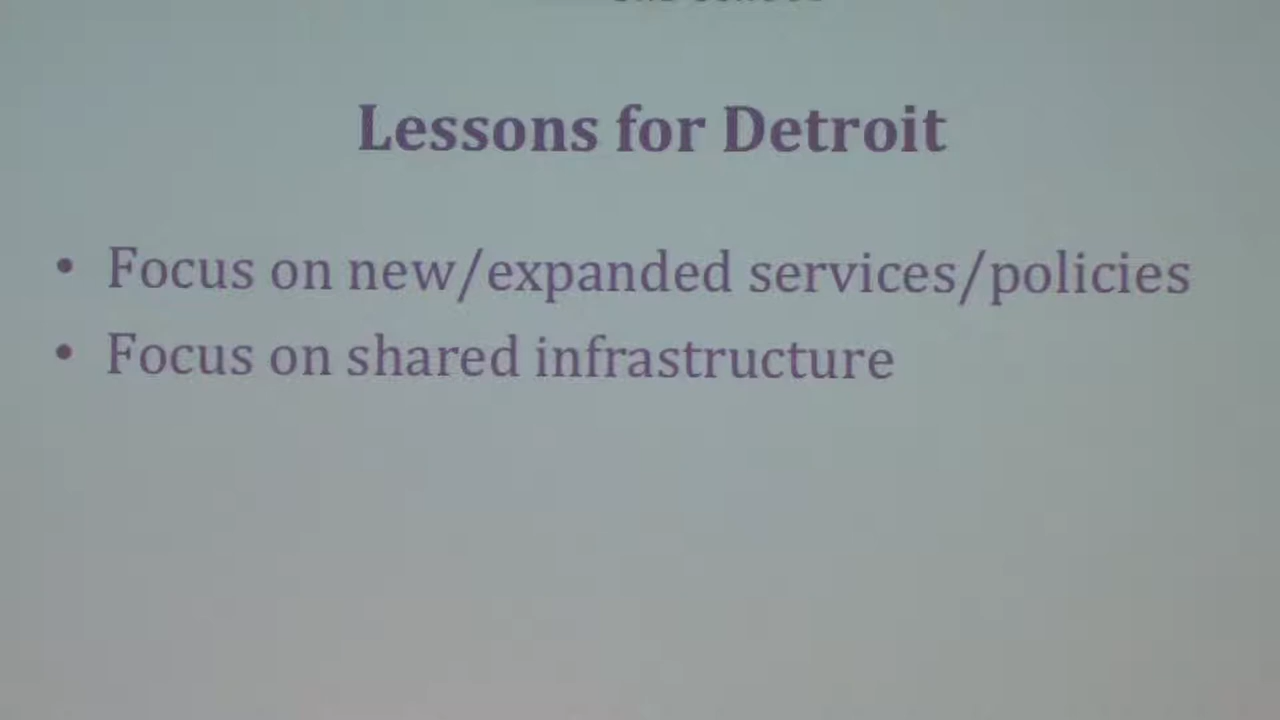 Lessons for Detroit
• Focus on new/expanded services/policies
• Focus on shared infrastructure